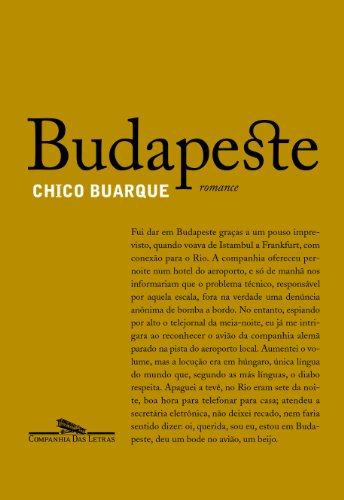 Budapeste
CHICO BUARQUE romance
Fui dar em Budapeste graças a um pouso impre-
visto, quando voava de Istambul a Frankfurt, com
conexão para o Rio. A companhia ofereceu per-
noite num hotel do aeroporto, e só de manhã nos
informariam que o problema técnico, responsável
por aquela escala, fora na verdade uma denúncia
anônima de bomba a bordo. No entanto, espiando
por alto o telejornal da meia-noite, eu já me intri-
gara ao reconhecer o avião da companhia alemã
parado na pista do aeroporto local. Aumentei o vo-
lume, mas a locução era em húngaro, única língua
do mundo que, segundo as más línguas, o diabo
respeita. Apaguei a tevê, no Rio eram sete da noi-
te, boa hora para telefonar para casa; atendeu a
secretária eletrônica, não deixei recado, nem faria
sentido dizer: oi, querida, sou eu, estou em Buda-
peste, deu um bode no avião, um beijo.
COMPANHIA DAS LETRAS